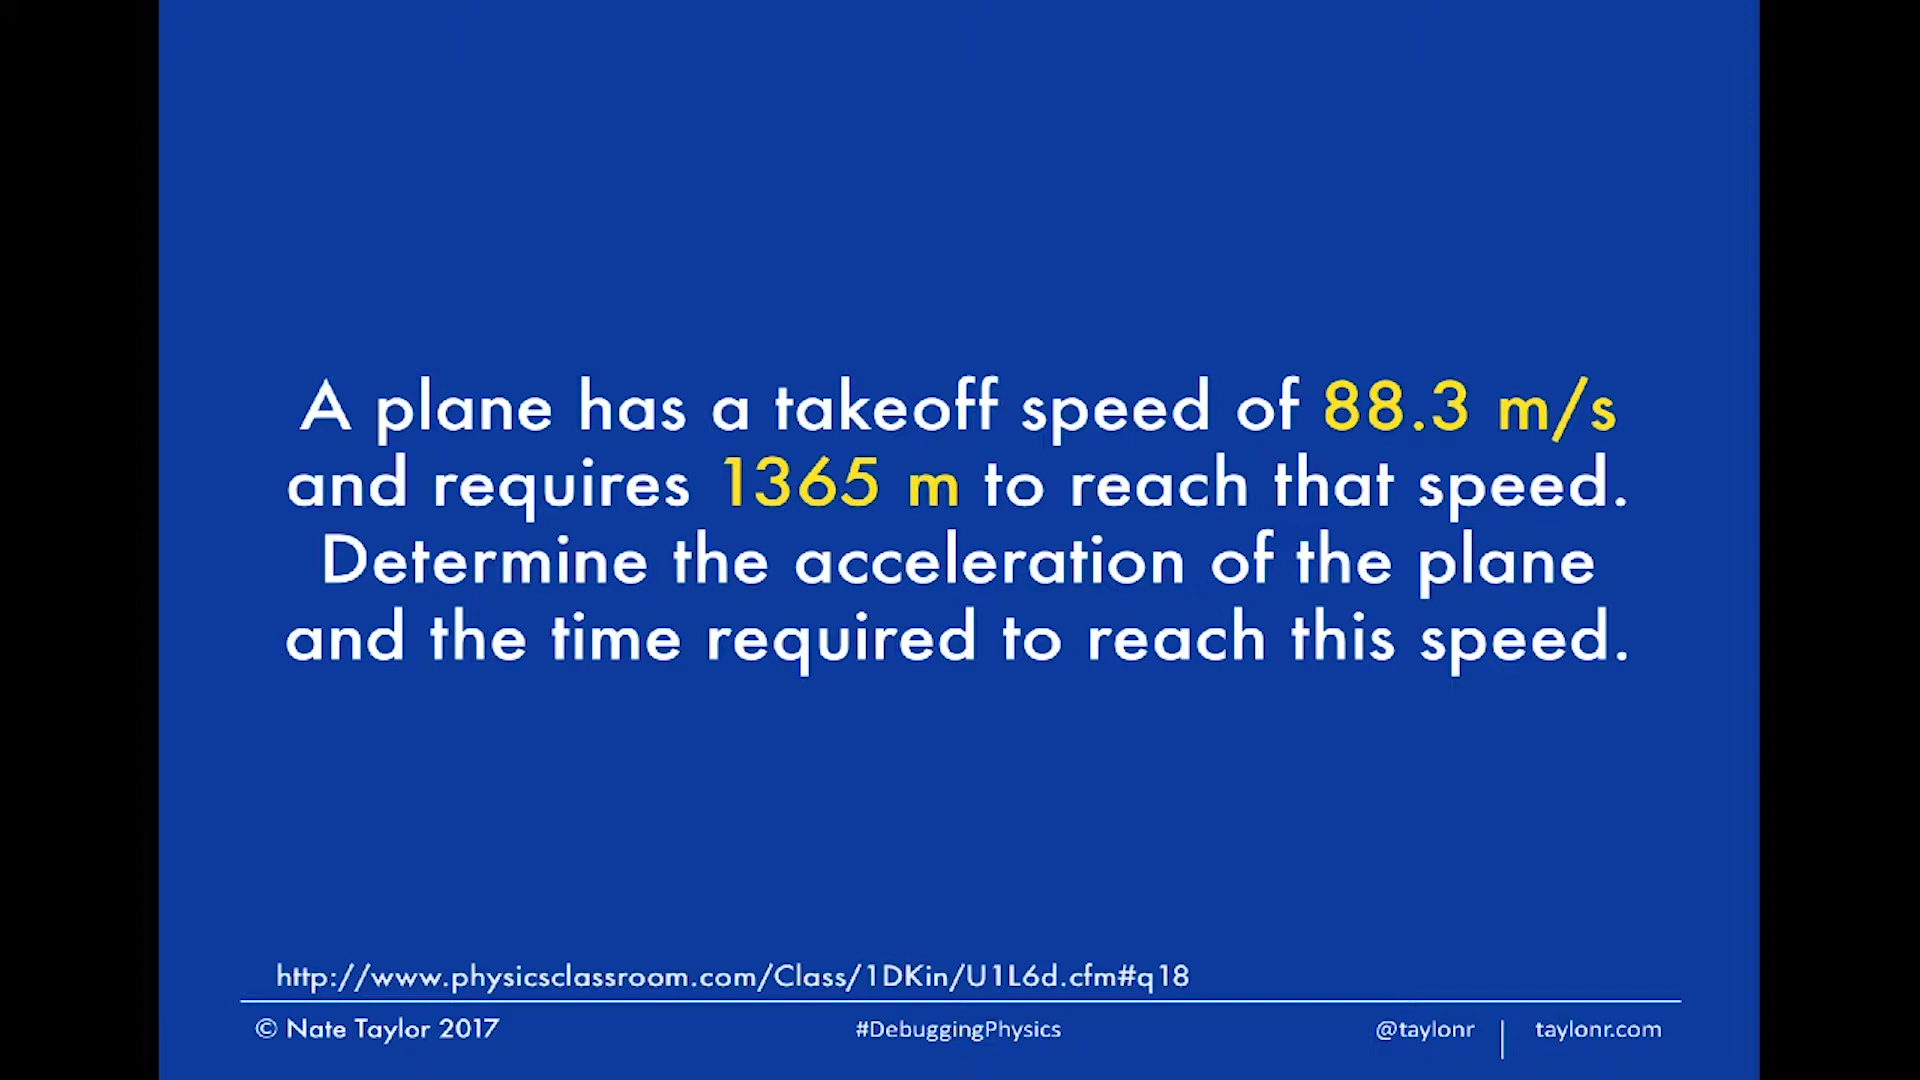 A plane has a takeoff speed of 88.3 m/s
and requires 1365 m to reach that speed.
Determine the acceleration of the plane
and the time required to reach this speed.
http://www.physicsclassroom.com/Class/1DKin/U1L6d.cfm#q18
© Nate Taylor 2017
#DebuggingPhysics
@taylonr | taylonr.com